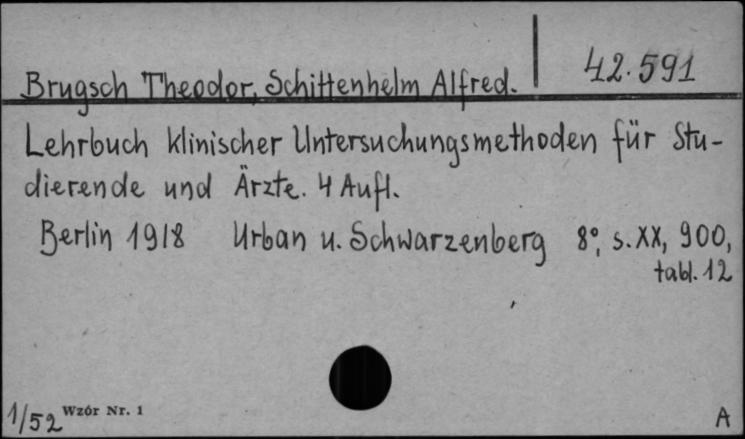 Brugsch Theodor, Schittenhelm Alfred.
42.591
Lehrbuch klinischer Untersuchungsmethoden für Stu-
dierende und Ärzte. 4 Aufl.
Berlin 1918 Urban u. Schwarzenberg 8°, s. XX, 900,
tabl. 12
1/52 Wzór Nr. 1
A